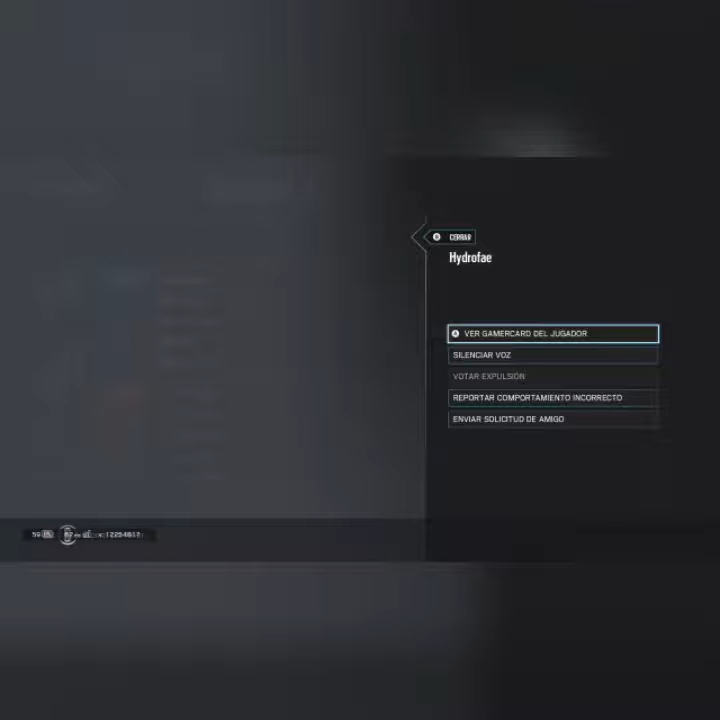 B CERRAR
Hydrofae
A VER GAMERCARD DEL JUGADOR
SILENCIAR VOZ
VOTAR EXPULSIÓN
REPORTAR COMPORTAMIENTO INCORRECTO
ENVIAR SOLICITUD DE AMIGO